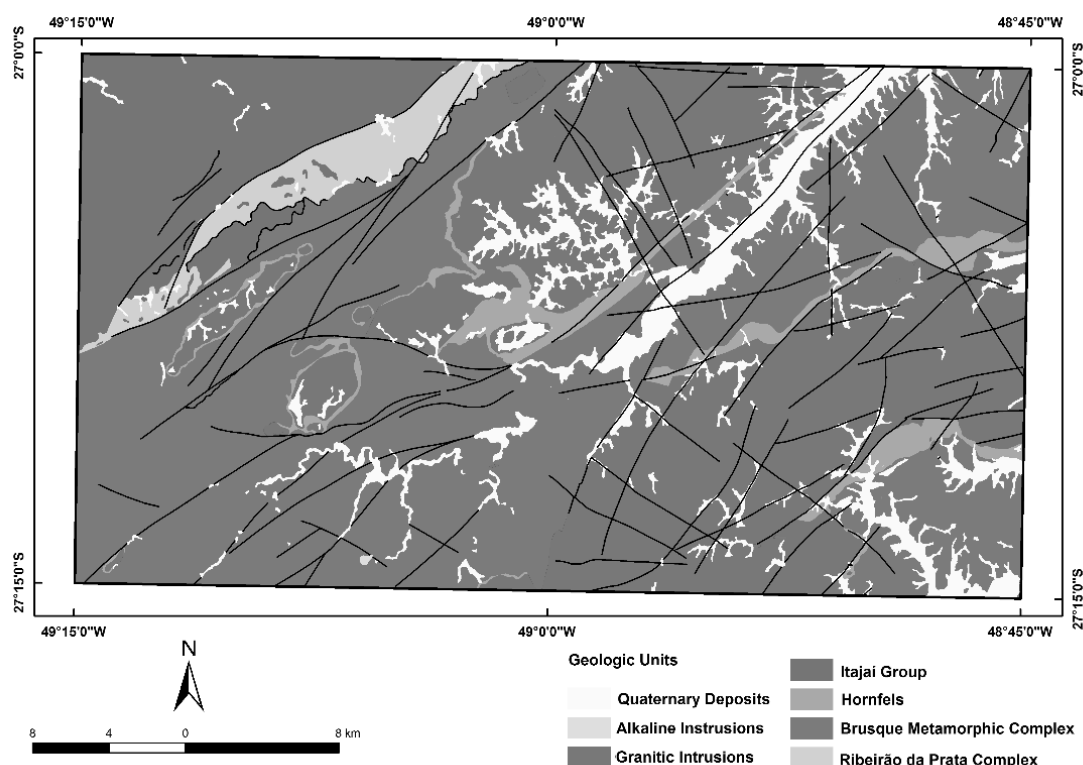 49°15'0"W 49°0'0"W 48°45'0"W
27°0'0"S 27°0'0"S
27°15'0"S 27°15'0"S
49°15'0"W 49°0'0"W 48°45'0"W
N
8 4 0 8 km
Geologic Units
Quaternary Deposits
Alkaline Instrusions
Granitic Intrusions
Itajai Group
Hornfels
Brusque Metamorphic Complex
Ribeirão da Prata Complex